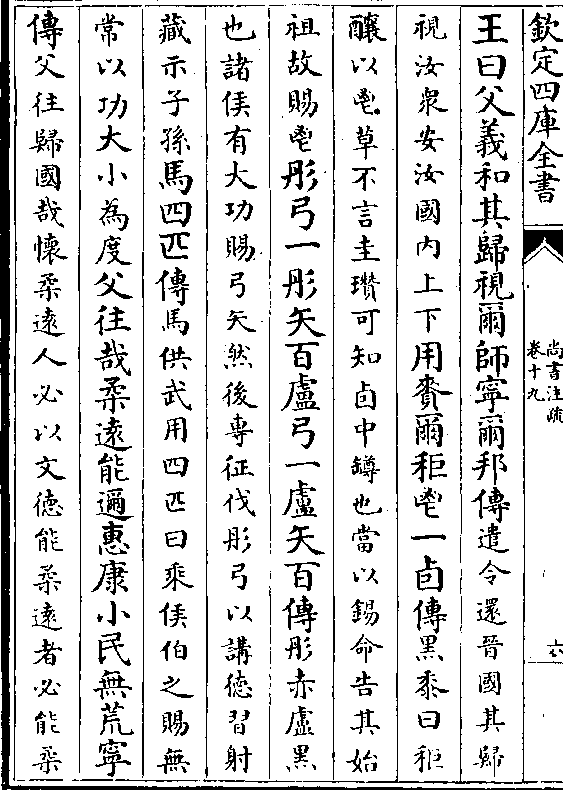 欽定四庫全書
尚書注疏
卷十九
六
王曰父義和其歸視爾師寧爾邦傳遣令還晉國其歸
視汝衆安汝國內上下用賚爾秬鬯一卣傳黑黍曰秬
釀以鬯草不言圭瓚可知卣中罇也當以錫命告其始
祖故賜鬯彤弓一彤矢百盧弓一盧矢百傳彤赤盧黑
也諸侯有大功賜弓矢然後專征伐彤弓以講德習射
藏示子孫馬四匹傳馬供武用四匹曰乘侯伯之賜無
常以功大小為度父往哉柔遠能邇惠康小民無荒寧
傳父往歸國哉懷柔遠人必以文德能柔遠者必能柔